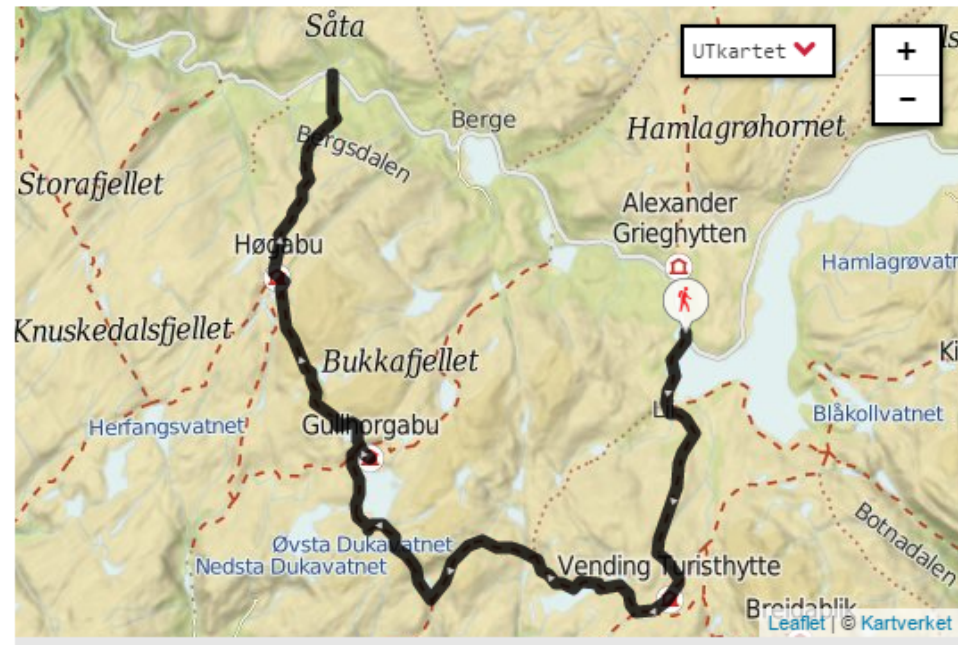 Såta
UTkartet
+
−
Bergsdalen
Berge
Hamlagrøhornet
Storafjellet
Alexander
Grieghytten
Høgabu
Hamlagrøvatn
Knuskedalsfjellet
Bukkafjellet
Ki
Herfangsvatnet
Gullhorgabu
Blåkollvatnet
Øvsta Dukavatnet
Nedsta Dukavatnet
Vending Turisthytte
Botnadalen
Breidablik
Leaflet | © Kartverket